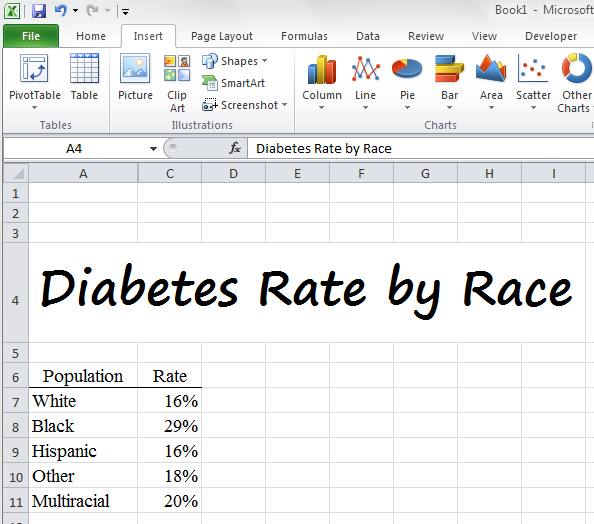 Book1 - Microsoft
File Home Insert Page Layout Formulas Data Review View Developer
PivotTable Table Picture Clip Art Shapes SmartArt Screenshot Column Line Pie Bar Area Scatter Other Charts
Tables Illustrations Charts
A4 fx Diabetes Rate by Race
A C D E F G H I
1
2
3
4 Diabetes Rate by Race
5
6 Population Rate
7 White 16%
8 Black 29%
9 Hispanic 16%
10 Other 18%
11 Multiracial 20%